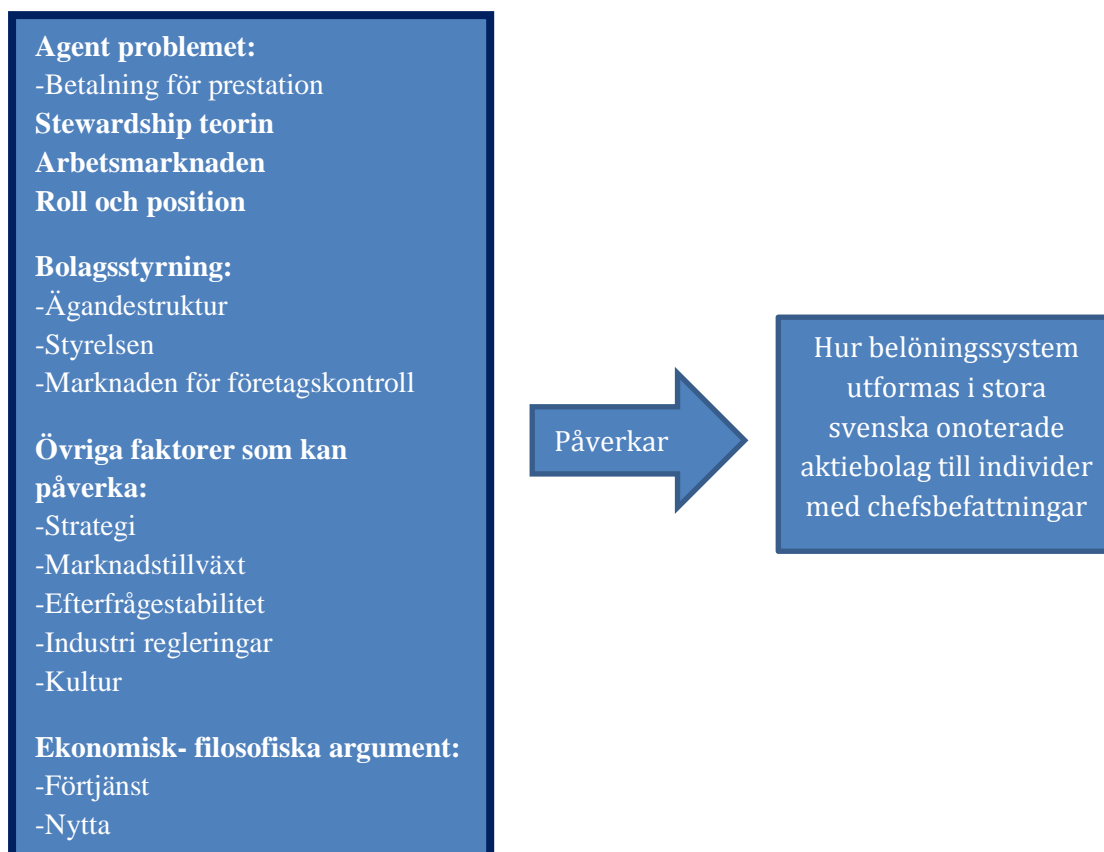 Agent problemet:
-Betalning för prestation
Stewardship teorin
Arbetsmarknaden
Roll och position
Bolagsstyrning:
-Ägandestruktur
-Styrelsen
-Marknaden för företagskontroll
Övriga faktorer som kan
påverka:
-Strategi
-Marknadstillväxt
-Efterfrågestabilitet
-Industri regleringar
-Kultur
Ekonomisk- filosofiska argument:
-Förtjänst
-Nytta
Påverkar
Hur belöningssystem
utformas i stora
svenska onoterade
aktiebolag till individer
med chefsbefattningar